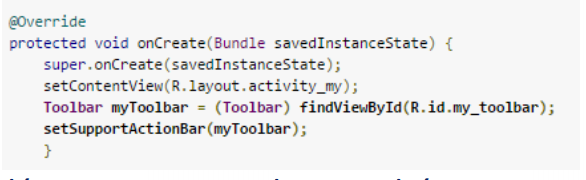 @Override
protected void onCreate(Bundle savedInstanceState) {
    super.onCreate(savedInstanceState);
    setContentView(R.layout.activity_my);
    Toolbar myToolbar = (Toolbar) findViewById(R.id.my_toolbar);
    setSupportActionBar(myToolbar);
    }